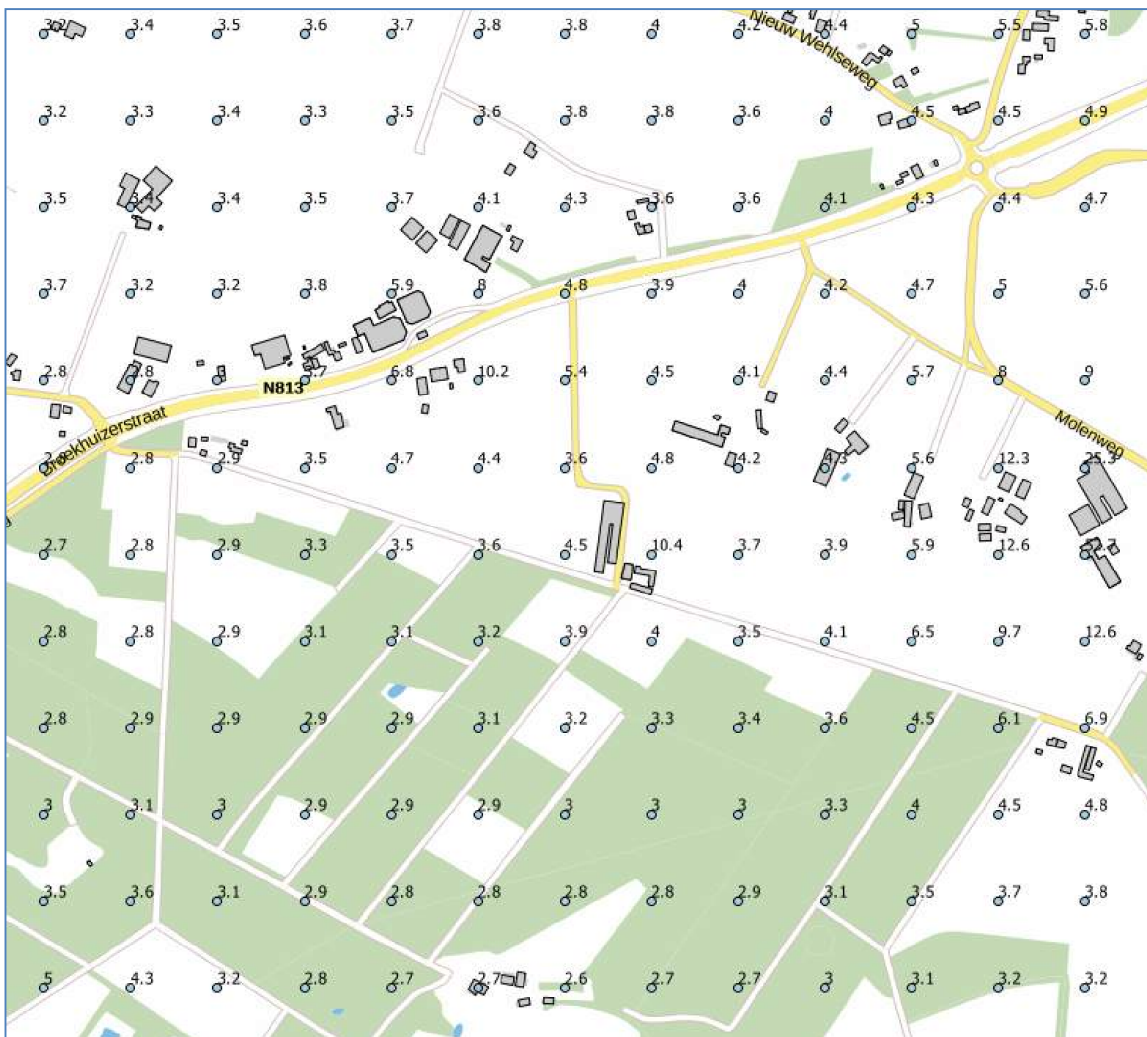 3.4 3.5 3.6 3.7 3.8 3.8 4 4.2 4.4 5 5.5 5.8
Nieuw Wehlseweg
3.2 3.3 3.4 3.3 3.5 3.6 3.8 3.8 3.6 4 4.5 4.5 4.9
3.5 3.4 3.4 3.5 3.7 4.1 4.3 3.6 3.6 4.1 4.3 4.4 4.7
3.7 3.2 3.2 3.8 5.9 8 4.8 3.9 4 4.2 4.7 5 5.6
2.8 2.8 10.2 5.4 4.5 4.1 4.4 5.7 8 9
N813
Broekhuizerstraat
Molenweg
2.8 2.9 3.5 4.7 4.4 3.6 4.8 4.2 4.3 5.6 12.3 25.3
2.7 2.8 2.9 3.3 3.5 3.6 4.5 10.4 3.7 3.9 5.9 12.6
2.8 2.8 2.9 3.1 3.1 3.2 3.9 4 3.5 4.1 6.5 9.7 12.6
2.8 2.9 2.9 2.9 2.9 3.1 3.2 3.3 3.4 3.6 4.5 6.1 6.9
3 3.1 3 2.9 2.9 2.9 3 3 3 3.3 4 4.5 4.8
3.5 3.6 3.1 2.9 2.8 2.8 2.8 2.8 2.9 3.1 3.5 3.7 3.8
5 4.3 3.2 2.8 2.7 2.7 2.6 2.7 2.7 3 3.1 3.2 3.2